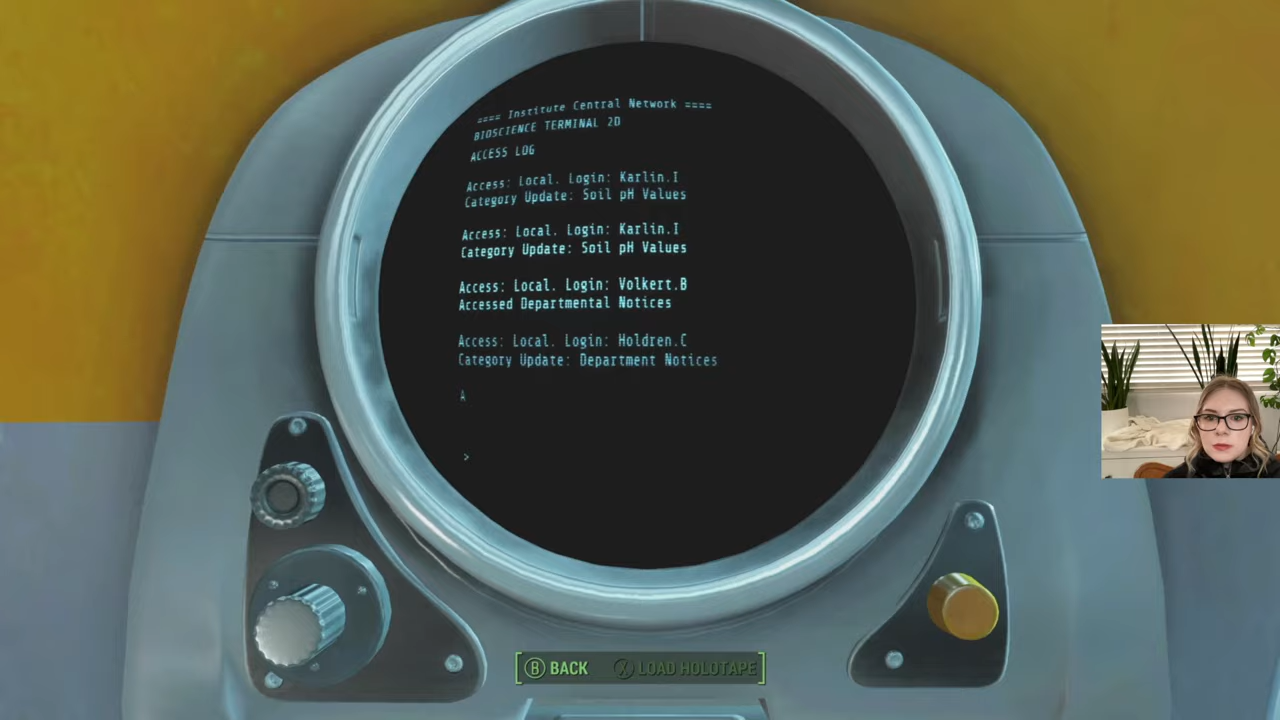 ==== Institute Central Network ====
BIOSCIENCE TERMINAL 2D
ACCESS LOG
Access: Local. Login: Karlin.I
Category Update: Soil pH Values
Access: Local. Login: Karlin.I
Category Update: Soil pH Values
Access: Local. Login: Volkert.B
Accessed Departmental Notices
Access: Local. Login: Holdren.C
Category Update: Department Notices
A
>
B BACK X LOAD HOLOTAPE